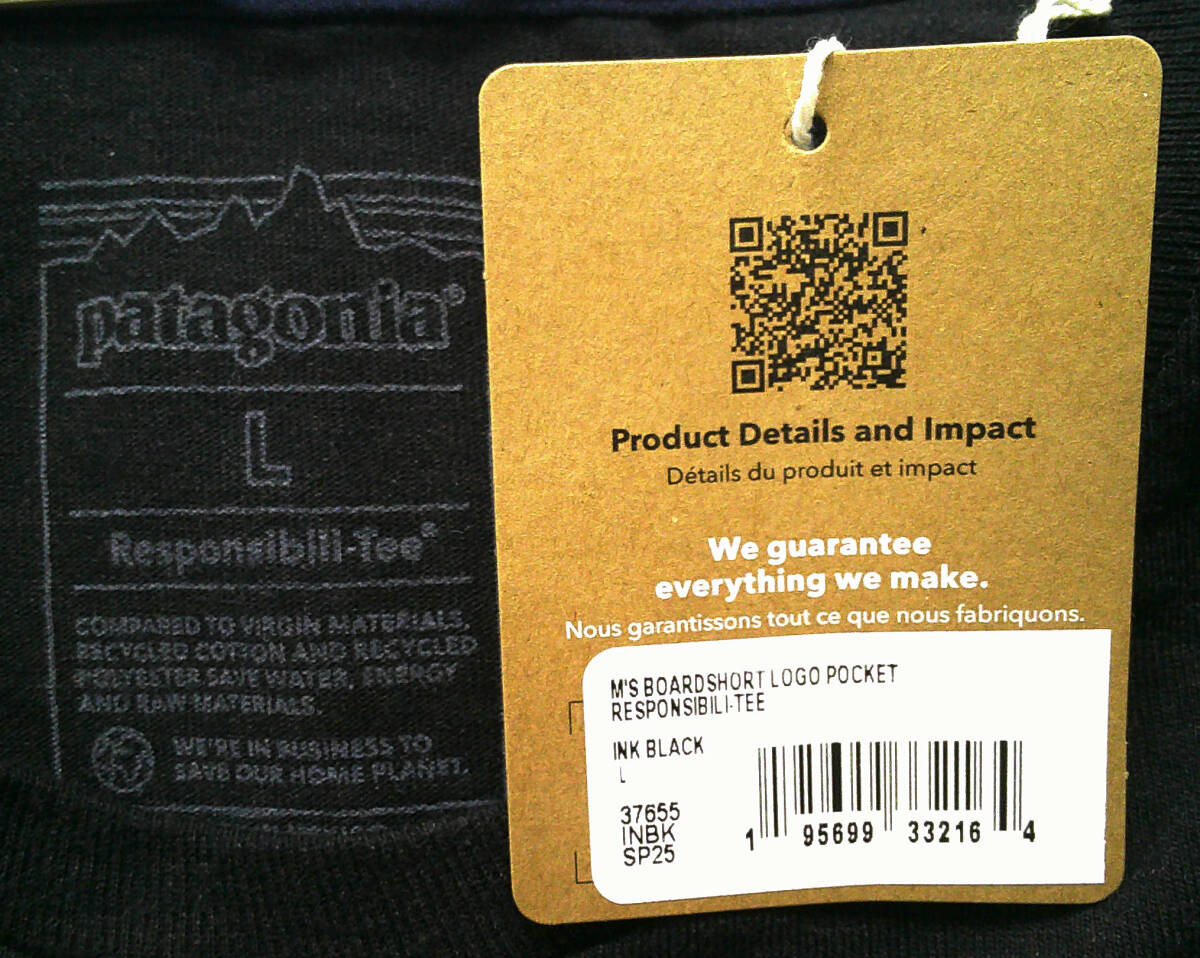 patagonia®
L
Responsibili-Tee®
COMPARED TO VIRGIN MATERIALS,
RECYCLED COTTON AND RECYCLED
POLYESTER SAVE WATER, ENERGY
AND RAW MATERIALS.
WE'RE IN BUSINESS TO
SAVE OUR HOME PLANET.
Product Details and Impact
Détails du produit et impact
We guarantee
everything we make.
Nous garantissons tout ce que nous fabriquons.
M'S BOARDSHORT LOGO POCKET
RESPONSIBILI-TEE
INK BLACK
L
37655
INBK
SP25
1 95699 33216 4